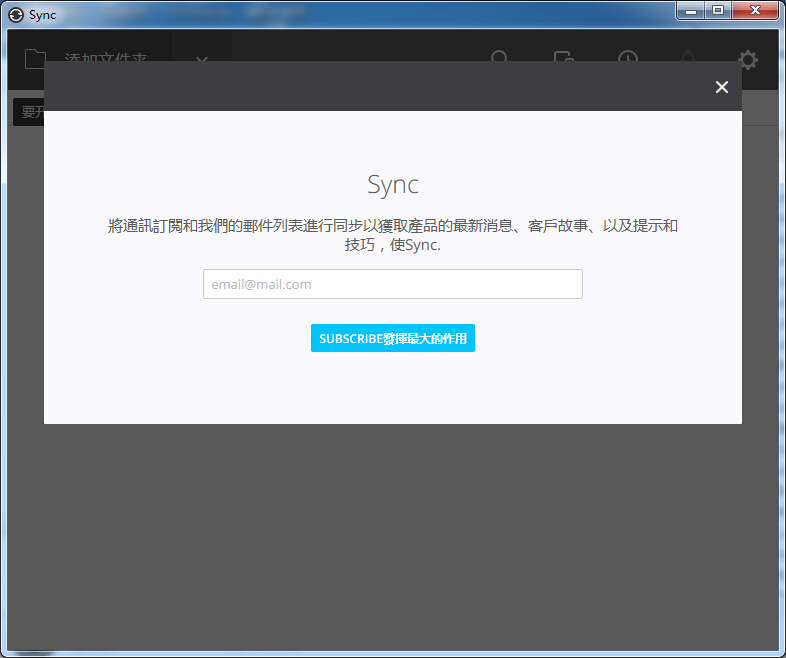 Sync
添加文件夹
要开
Sync
將通訊訂閱和我們的郵件列表進行同步以獲取產品的最新消息、客戶故事、以及提示和
技巧，使Sync.
email@mail.com
SUBSCRIBE發揮最大的作用